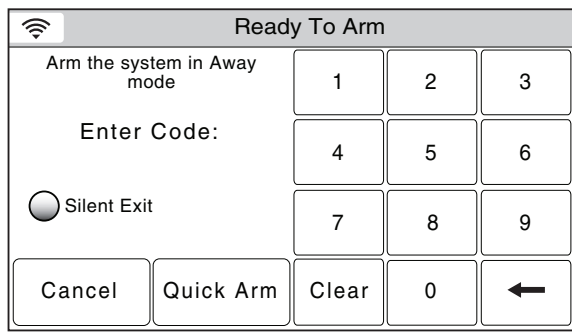 Ready To Arm
Arm the system in Away
mode
Enter Code:
Silent Exit
1 2 3
4 5 6
7 8 9
Cancel Quick Arm Clear 0